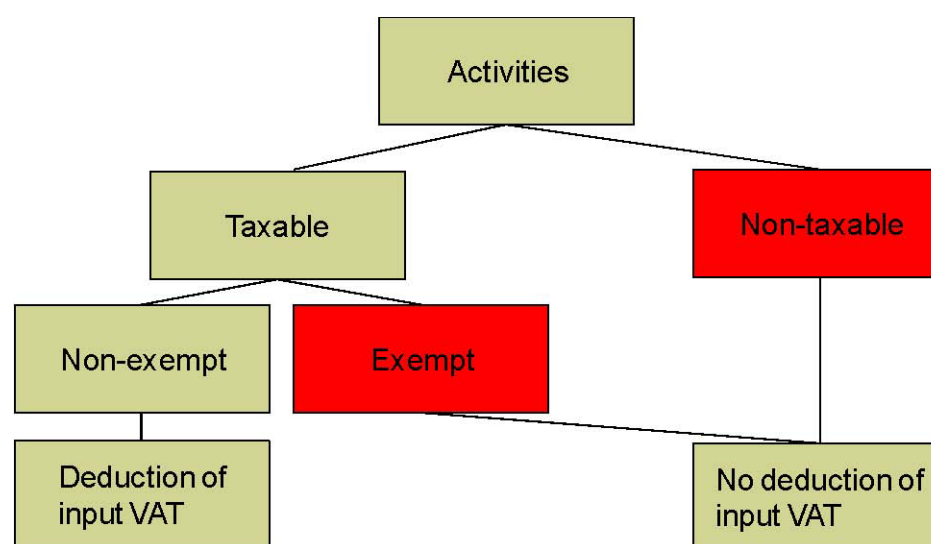 Activities
Taxable
Non-taxable
Non-exempt
Exempt
Deduction of
input VAT
No deduction of
input VAT